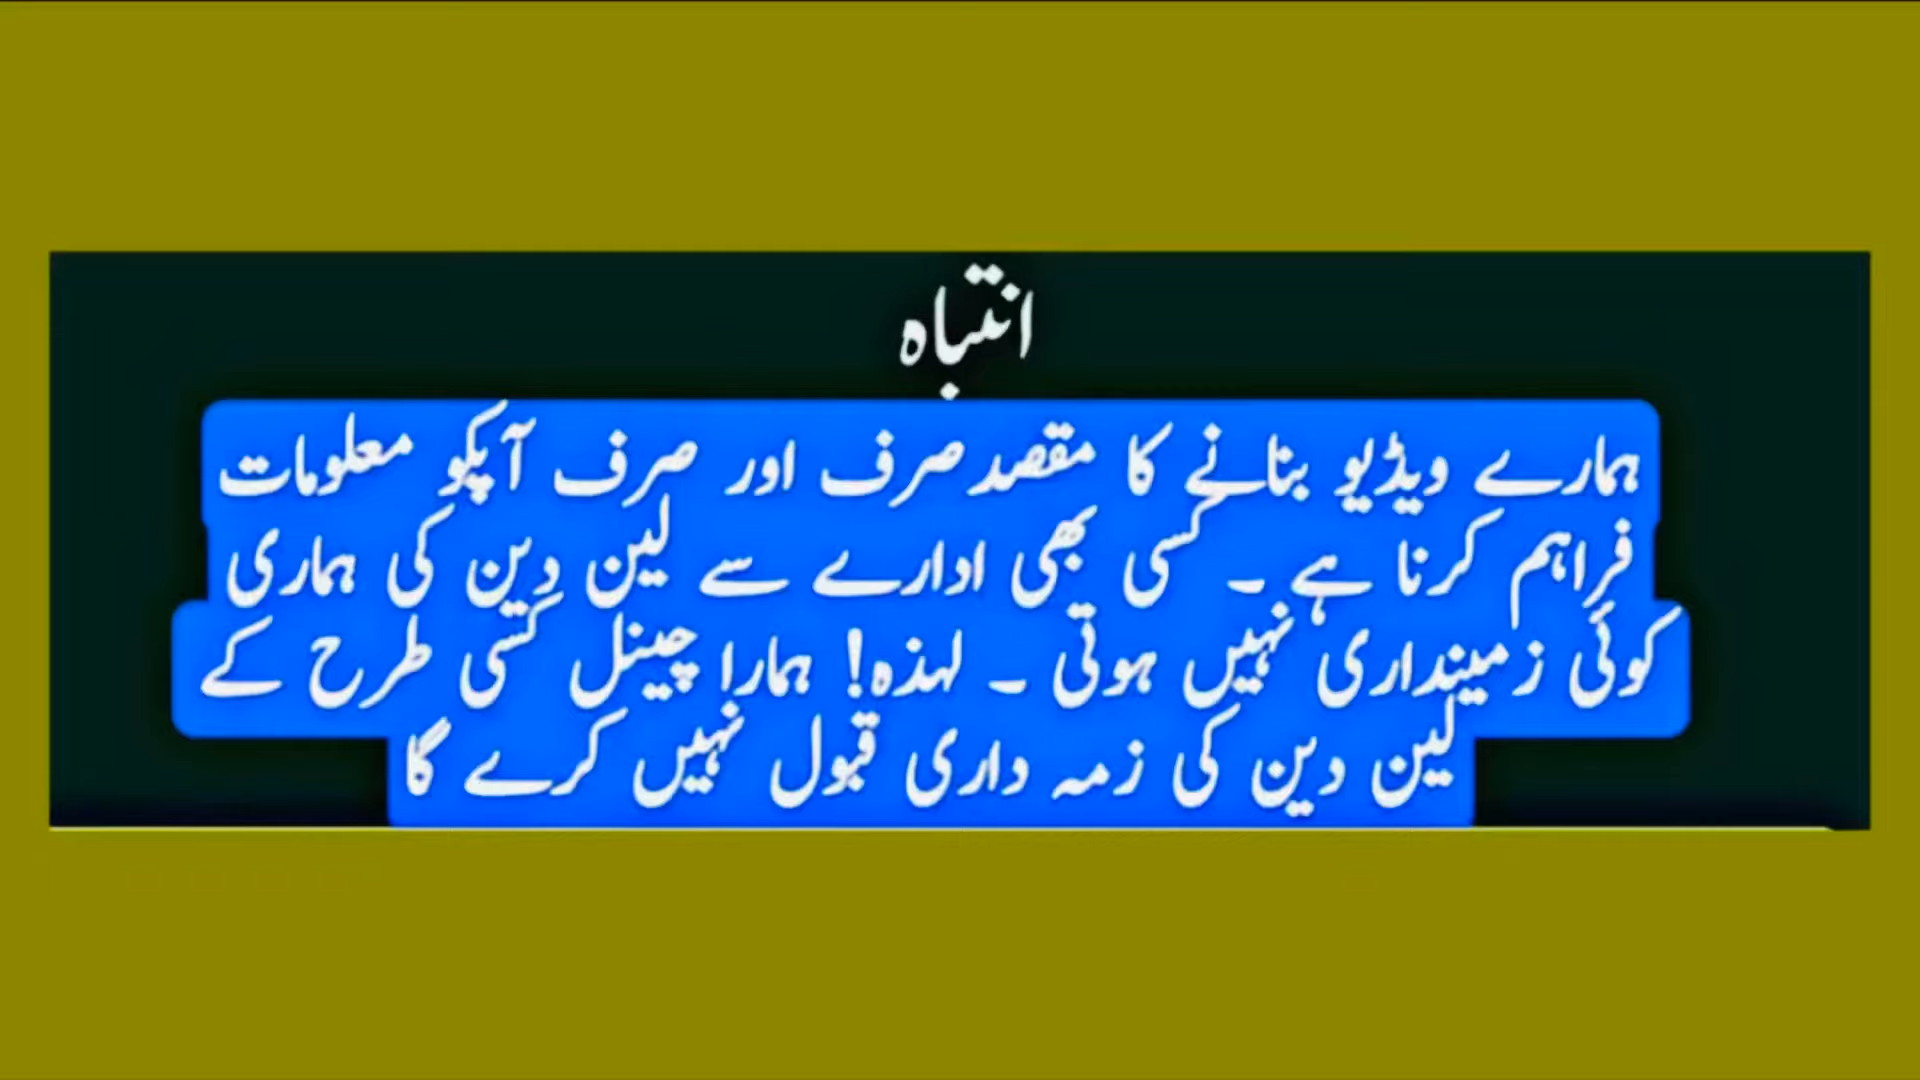 انتباہ
ہمارے ویڈیو بنانے کا مقصد صرف اور صرف آپکو معلومات
فراہم کرنا ہے ۔ کسی بھی ادارے سے لین دین کی ہماری
کوئی زمینداری نہیں ہوتی ۔ لہذہ! ہمارا چینل کسی طرح کے
لین دین کی زمہ داری قبول نہیں کرے گا